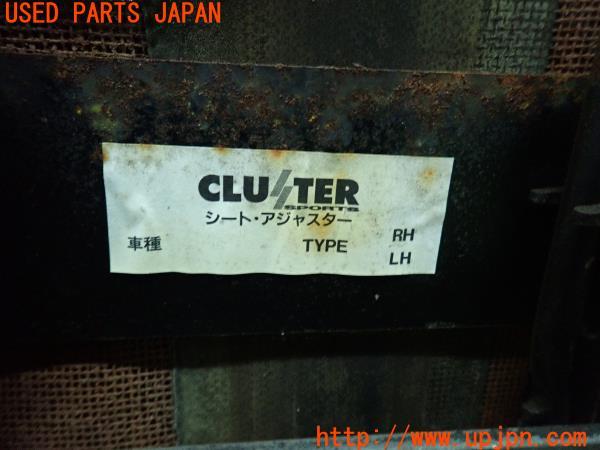 USED PARTS JAPAN
CLUSTER
SPORTS
シート・アジャスター
車種 TYPE RH
LH
http://www.upjpn.com/